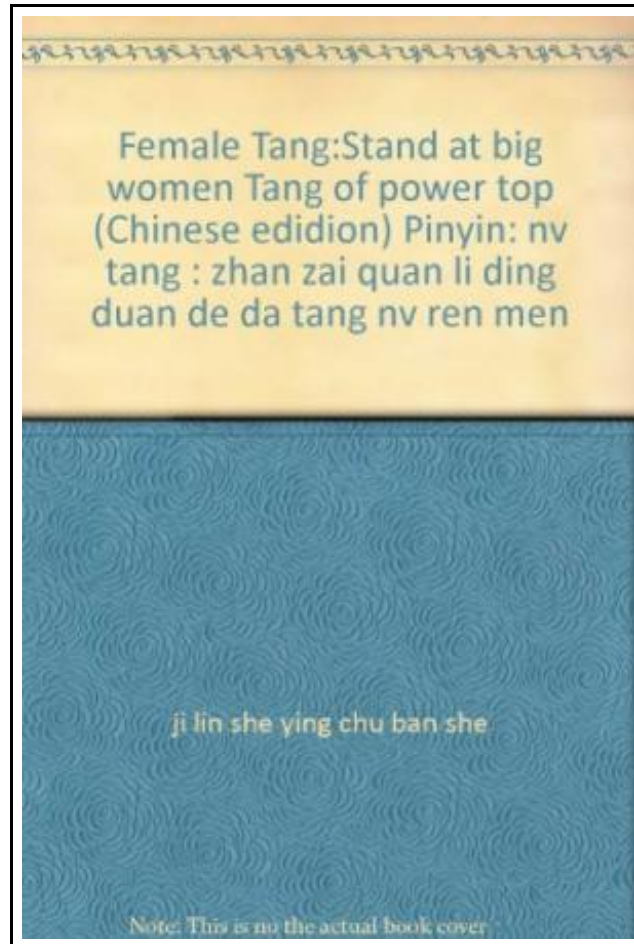 Female Tang:Stand at big
women Tang of power top
(Chinese edidion) Pinyin: nv
tang : zhan zai quan li ding
duan de da tang nv ren men
ji lin she ying chu ban she
Note: This is no the actual book cover